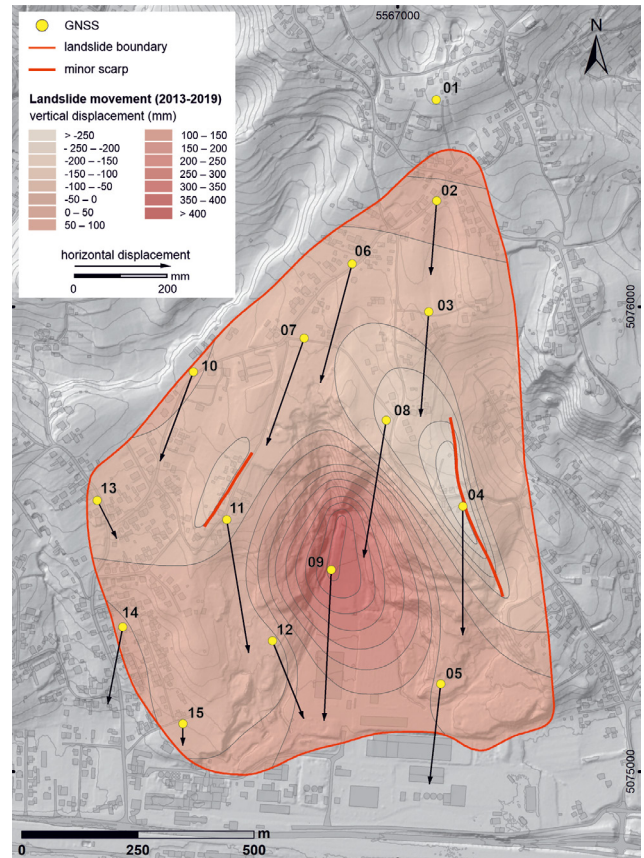 5567000
N
GNSS
landslide boundary
minor scarp
Landslide movement (2013-2019)
vertical displacement (mm)
> -250
- 250 – -200
-200 – -150
-150 – -100
-100 – -50
-50 – 0
0 – 50
50 – 100
100 – 150
150 – 200
200 – 250
250 – 300
300 – 350
350 – 400
> 400
horizontal displacement
0
200
mm
01
02
06
03
5076000
07
10
08
13
11
04
09
14
12
05
15
5075000
0
250
500
m